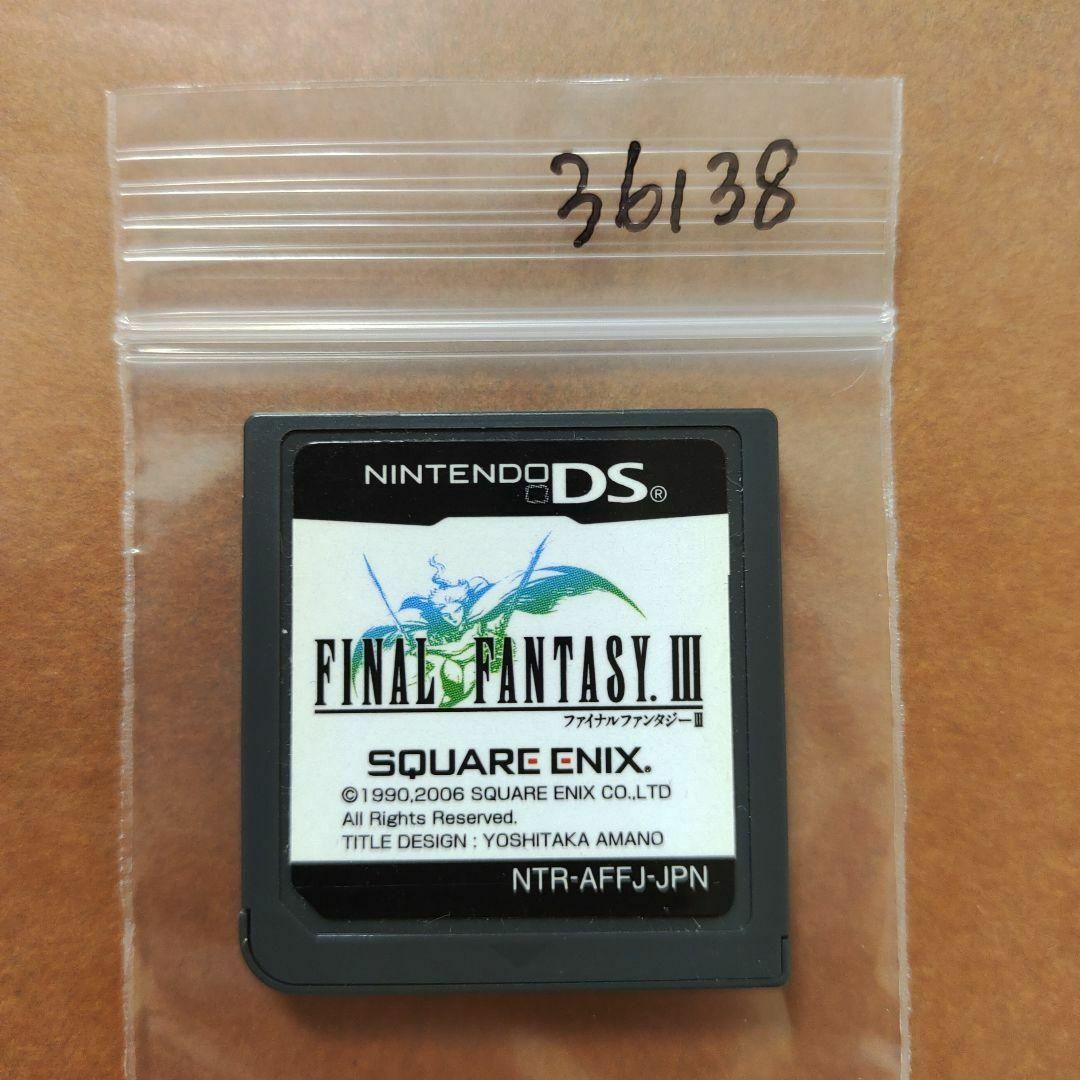 36138
NINTENDO DS®
FINAL FANTASY. III
ファイナルファンタジーIII
SQUARE ENIX.
©1990,2006 SQUARE ENIX CO.,LTD
All Rights Reserved.
TITLE DESIGN : YOSHITAKA AMANO
NTR-AFFJ-JPN